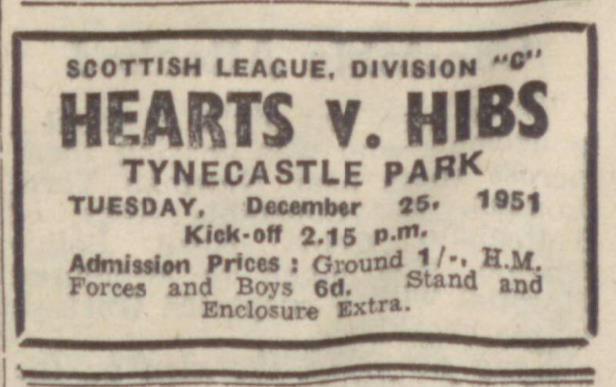 SCOTTISH LEAGUE, DIVISION "C"
HEARTS V. HIBS
TYNECASTLE PARK
TUESDAY, December 25, 1951
Kick-off 2.15 p.m.
Admission Prices : Ground 1/-, H.M.
Forces and Boys 6d. Stand and
Enclosure Extra.